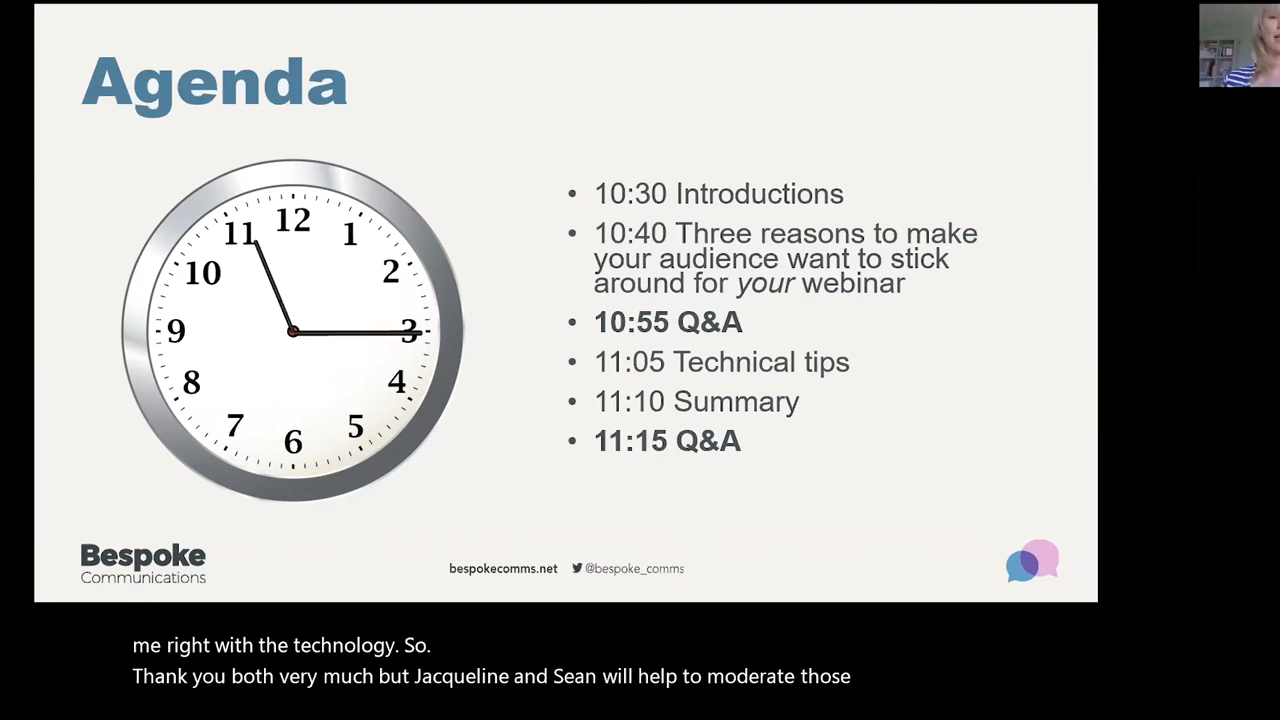 Agenda
12
11
1
10
2
9
3
8
4
7
5
6
• 10:30 Introductions
• 10:40 Three reasons to make
your audience want to stick
around for your webinar
• 10:55 Q&A
• 11:05 Technical tips
• 11:10 Summary
• 11:15 Q&A
Bespoke
Communications
bespokecomms.net @bespoke_comms
me right with the technology. So.
Thank you both very much but Jacqueline and Sean will help to moderate those